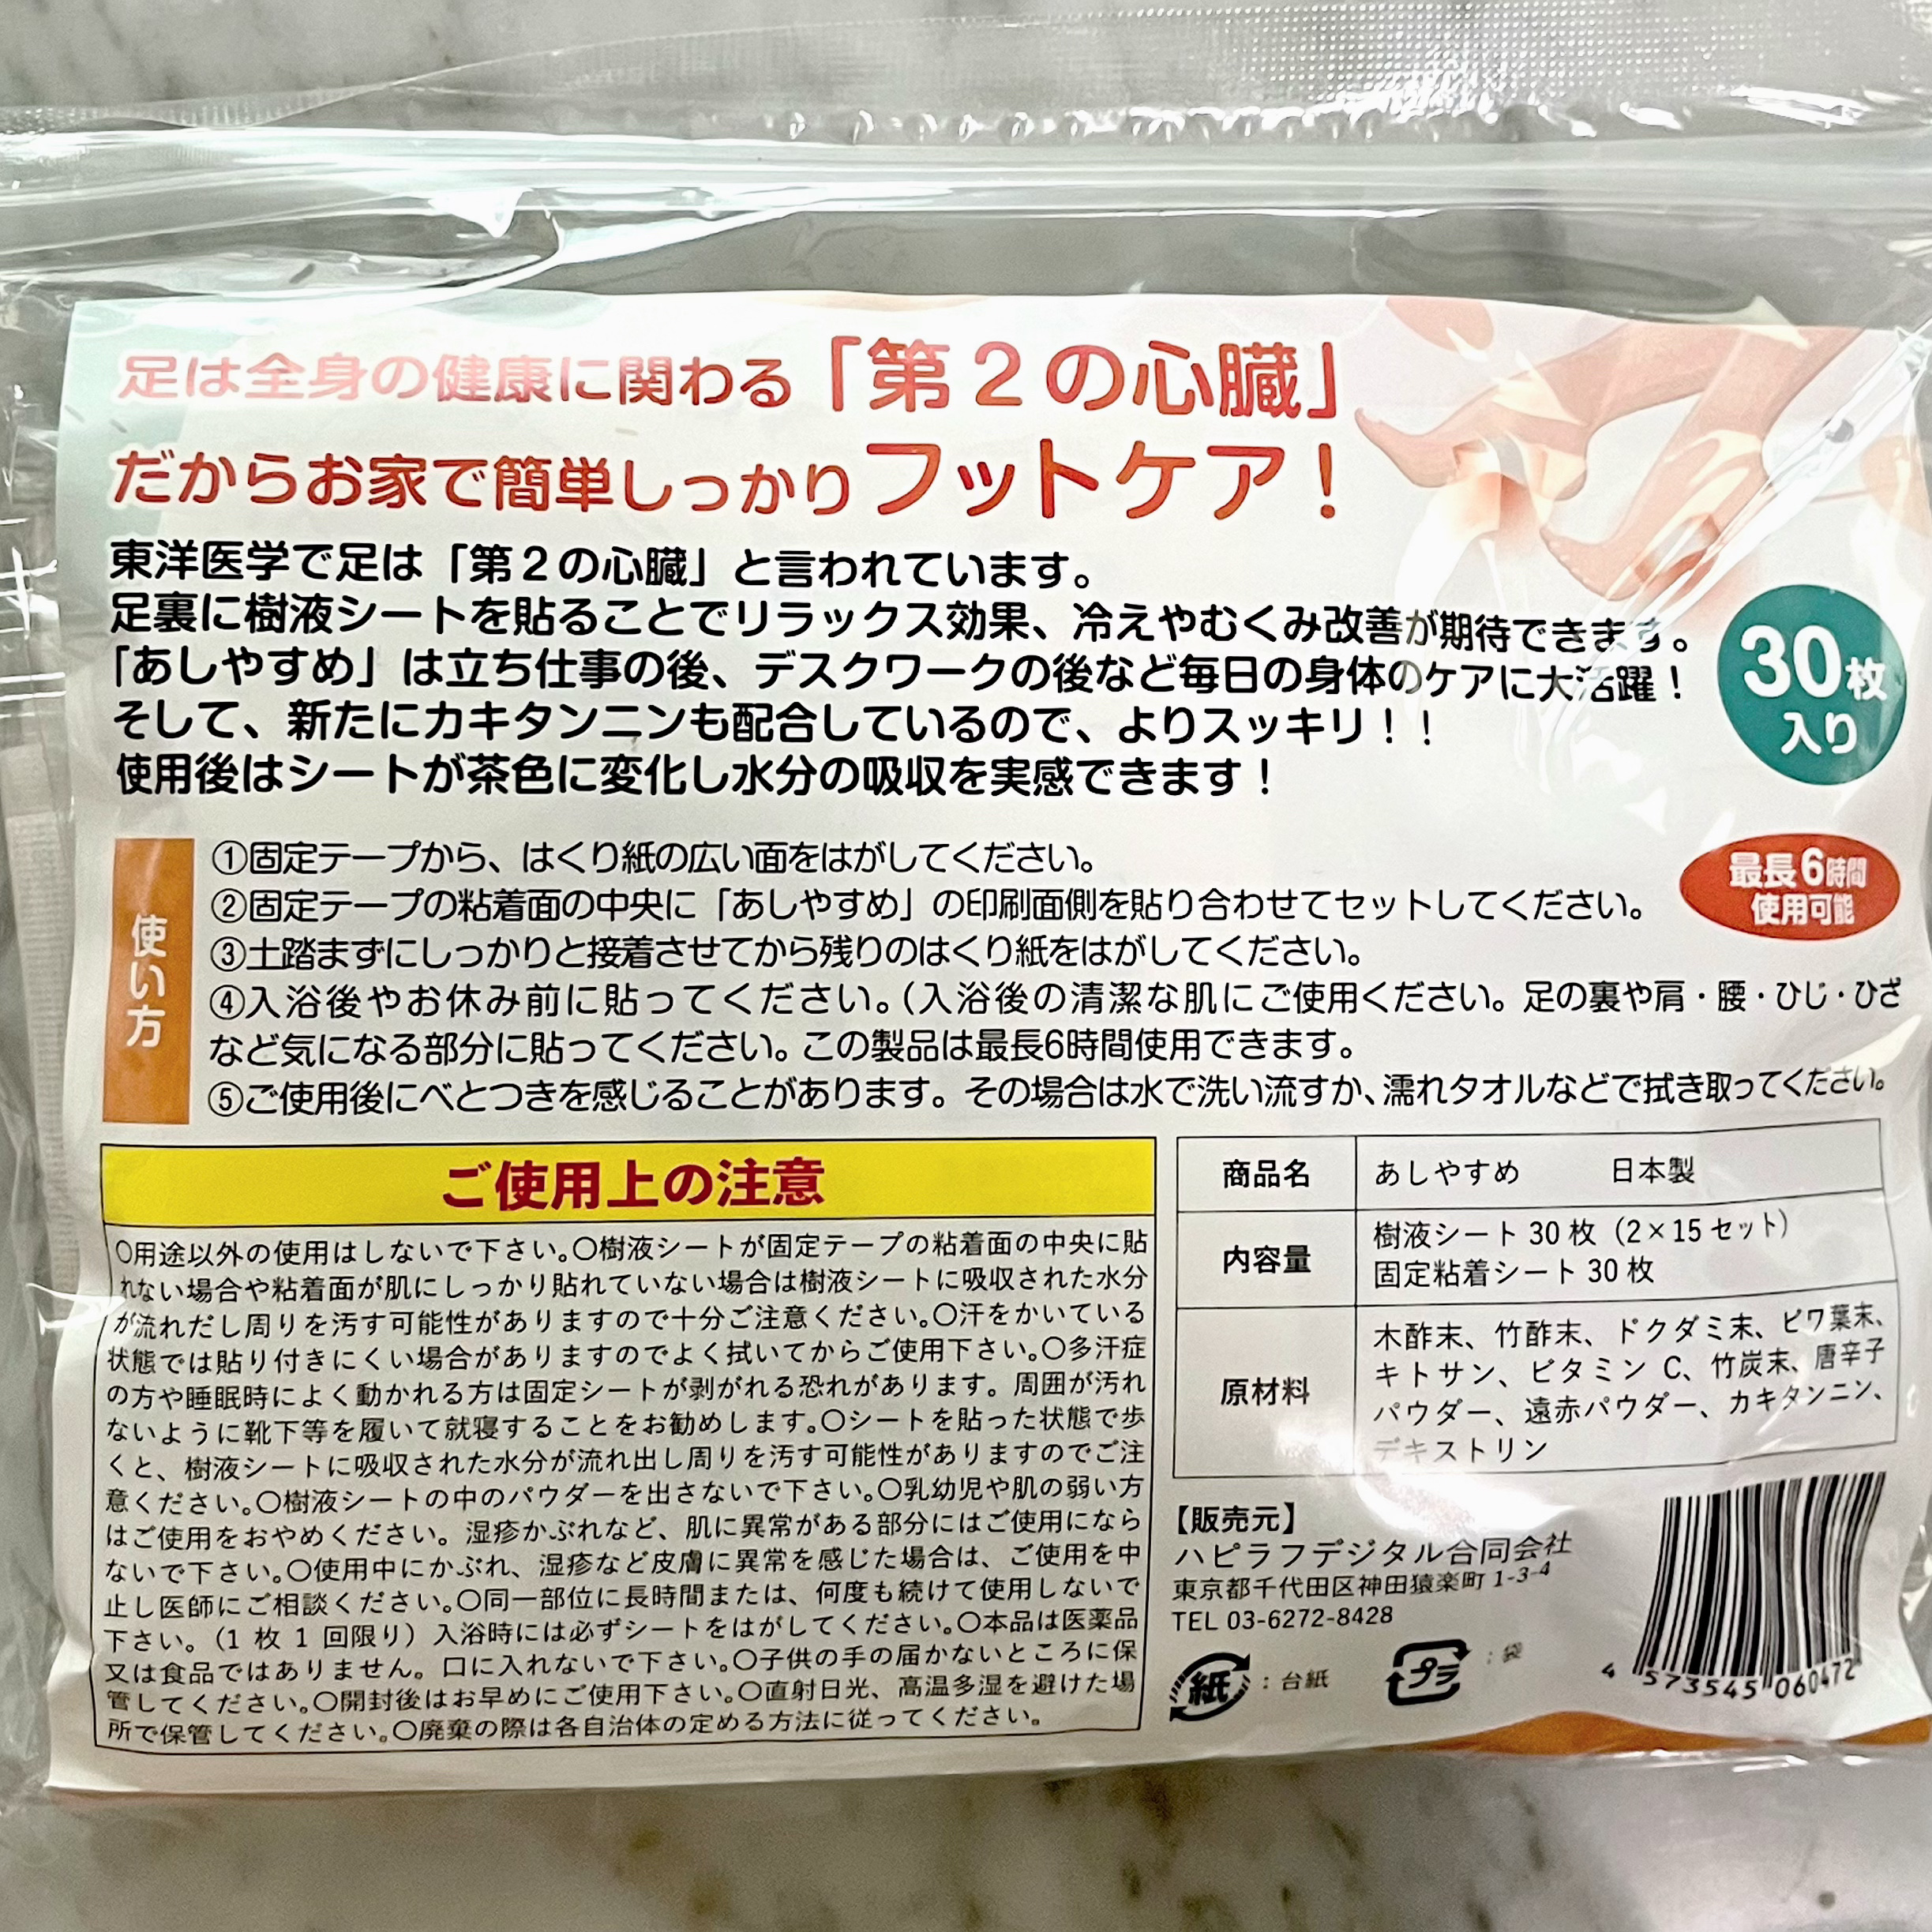 足は全身の健康に関わる「第2の心臓」
だからお家で簡単しっかりフットケア！
東洋医学で足は「第2の心臓」と言われています。
足裏に樹液シートを貼ることでリラックス効果、冷えやむくみ改善が期待できます。
「あしやすめ」は立ち仕事の後、デスクワークの後など毎日の身体のケアに大活躍！
そして、新たにカキタンニンも配合しているので、よりスッキリ！！
使用後はシートが茶色に変化し水分の吸収を実感できます！
30枚
入り
使い方
①固定テープから、はくり紙の広い面をはがしてください。
②固定テープの粘着面の中央に「あしやすめ」の印刷面側を貼り合わせてセットしてください。
③土踏まずにしっかりと接着させてから残りのはくり紙をはがしてください。
④入浴後やお休み前に貼ってください。（入浴後の清潔な肌にご使用ください。足の裏や肩・腰・ひじ・ひざ
など気になる部分に貼ってください。この製品は最長6時間使用できます。
⑤ご使用後にべとつきを感じることがあります。その場合は水で洗い流すか、濡れタオルなどで拭き取ってください。
最長6時間
使用可能
ご使用上の注意
〇用途以外の使用はしないで下さい。〇樹液シートが固定テープの粘着面の中央に貼
れない場合や粘着面が肌にしっかり貼れていない場合は樹液シートに吸収された水分
が流れだし周りを汚す可能性がありますので十分ご注意ください。〇汗をかいている
状態では貼り付きにくい場合がありますのでよく拭いてからご使用下さい。〇多汗症
の方や睡眠時によく動かれる方は固定シートが剥がれる恐れがあります。周囲が汚れ
ないように靴下等を履いて就寝することをお勧めします。〇シートを貼った状態で歩
くと、樹液シートに吸収された水分が流れ出し周りを汚す可能性がありますのでご注
意ください。〇樹液シートの中のパウダーを出さないで下さい。〇乳幼児や肌の弱い方
はご使用をおやめください。湿疹かぶれなど、肌に異常がある部分にはご使用になら
ないで下さい。〇使用中にかぶれ、湿疹など皮膚に異常を感じた場合は、ご使用を中
止し医師にご相談ください。〇同一部位に長時間または、何度も続けて使用しないで
下さい。（1枚1回限り）入浴時には必ずシートをはがしてください。〇本品は医薬品
又は食品ではありません。口に入れないで下さい。〇子供の手の届かないところに保
管してください。〇開封後はお早めにご使用下さい。〇直射日光、高温多湿を避けた場
所で保管してください。〇廃棄の際は各自治体の定める方法に従ってください。
商品名 あしやすめ 日本製
内容量 樹液シート 30 枚（2×15 セット）
固定粘着シート 30 枚
原材料 木酢末、竹酢末、ドクダミ末、ビワ葉末、
キトサン、ビタミン C、竹炭末、唐辛子
パウダー、遠赤パウダー、カキタンニン、
デキストリン
【販売元】
ハピラフデジタル合同会社
東京都千代田区神田猿楽町 1-3-4
TEL 03-6272-8428
紙：台紙
プラ：袋
4 573545 060472